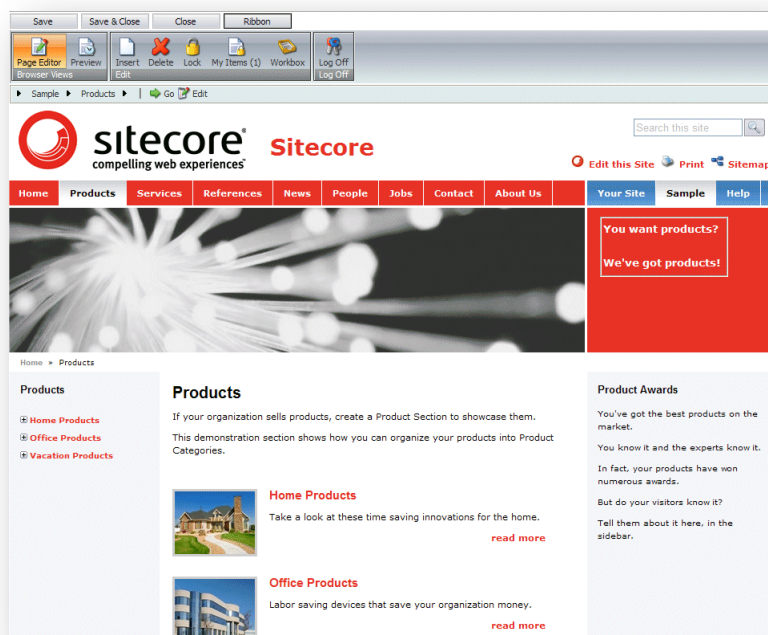 Save Save & Close Close Ribbon
Page Editor Preview Insert Delete Lock My Items (1) Workbox Log Off
Browser Views Edit Log Off
Sample Products Go Edit
sitecore
compelling web experiences
Sitecore
Search this site
Edit this Site Print Sitemap
Home Products Services References News People Jobs Contact About Us Your Site Sample Help
You want products?
We've got products!
Home » Products
Products
Home Products
Office Products
Vacation Products
Products
If your organization sells products, create a Product Section to showcase them.
This demonstration section shows how you can organize your products into Product
Categories.
Home Products
Take a look at these time saving innovations for the home.
read more
Office Products
Labor saving devices that save your organization money.
read more
Product Awards
You've got the best products on the
market.
You know it and the experts know it.
In fact, your products have won
numerous awards.
But do your visitors know it?
Tell them about it here, in the
sidebar.